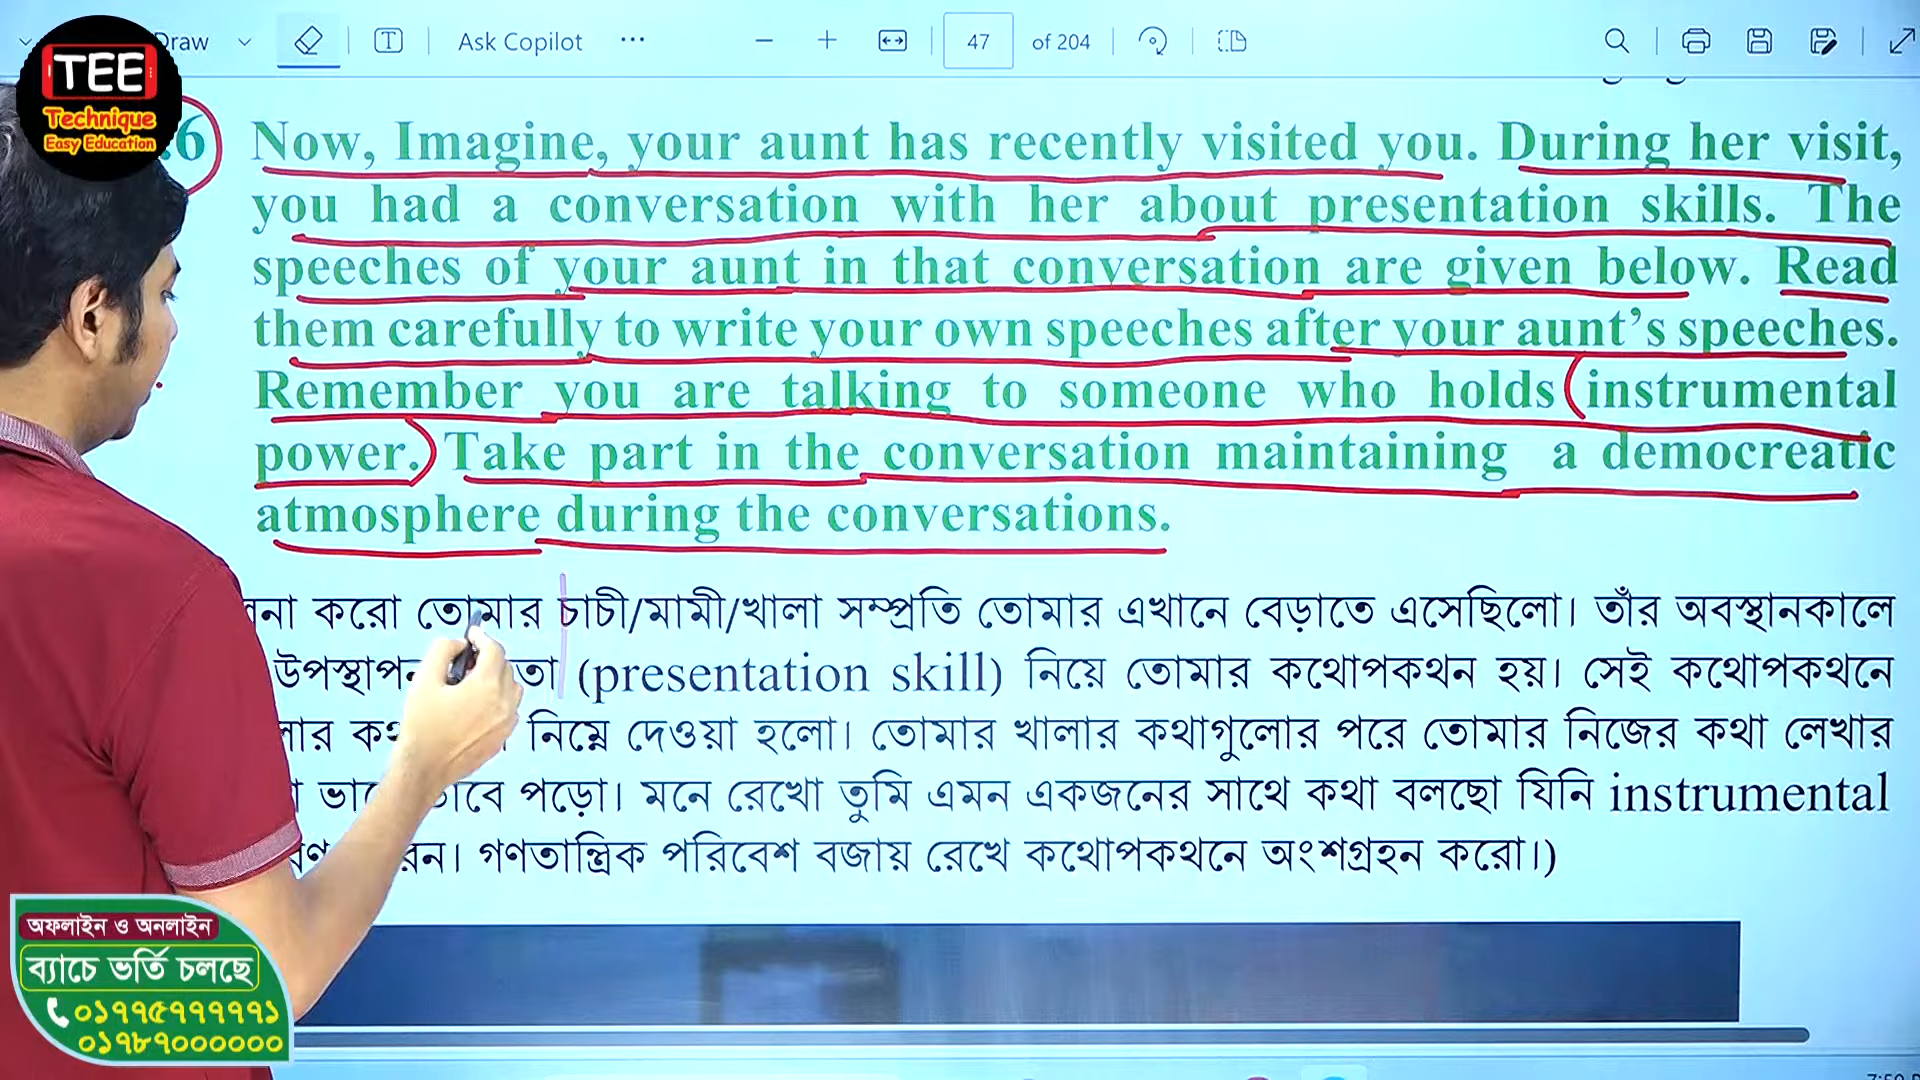 Draw
Ask Copilot
47 of 204
TEE
Technique
Easy Education
.6
Now, Imagine, your aunt has recently visited you. During her visit,
you had a conversation with her about presentation skills. The
speeches of your aunt in that conversation are given below. Read
them carefully to write your own speeches after your aunt's speeches.
Remember you are talking to someone who holds instrumental
power. Take part in the conversation maintaining a democreatic
atmosphere during the conversations.
করো তোমার চাচী/মামী/খালা সম্প্রতি তোমার এখানে বেড়াতে এসেছিলো। তাঁর অবস্থানকালে
(presentation skill) নিয়ে তোমার কথোপকথন হয়। সেই কথোপকথনে
নিম্নে দেওয়া হলো। তোমার খালার কথাগুলোর পরে তোমার নিজের কথা লেখার
পড়ো। মনে রেখো তুমি এমন একজনের সাথে কথা বলছো যিনি instrumental
গণতান্ত্রিক পরিবেশ বজায় রেখে কথোপকথনে অংশগ্রহন করো।)
অফলাইন ও অনলাইন
ব্যাচে ভর্তি চলছে
০১৭৭৫৭৭৭৭৭১
০১৭৮৭০০০০০০